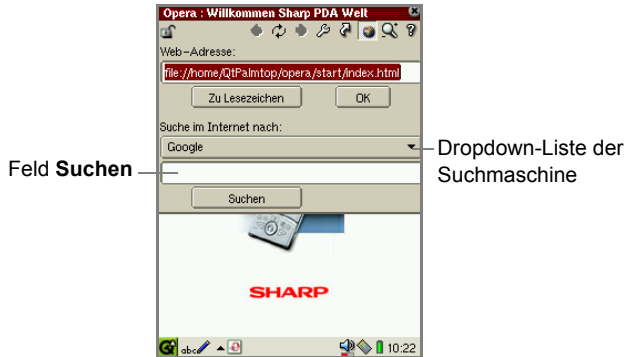 Opera : Willkommen Sharp PDA Welt
Web-Adresse:
file://home/QtPalmtop/opera/start/index.html
Zu Lesezeichen OK
Suche im Internet nach:
Google
Dropdown-Liste der
Suchmaschine
Feld Suchen
Suchen
SHARP
abc 10:22